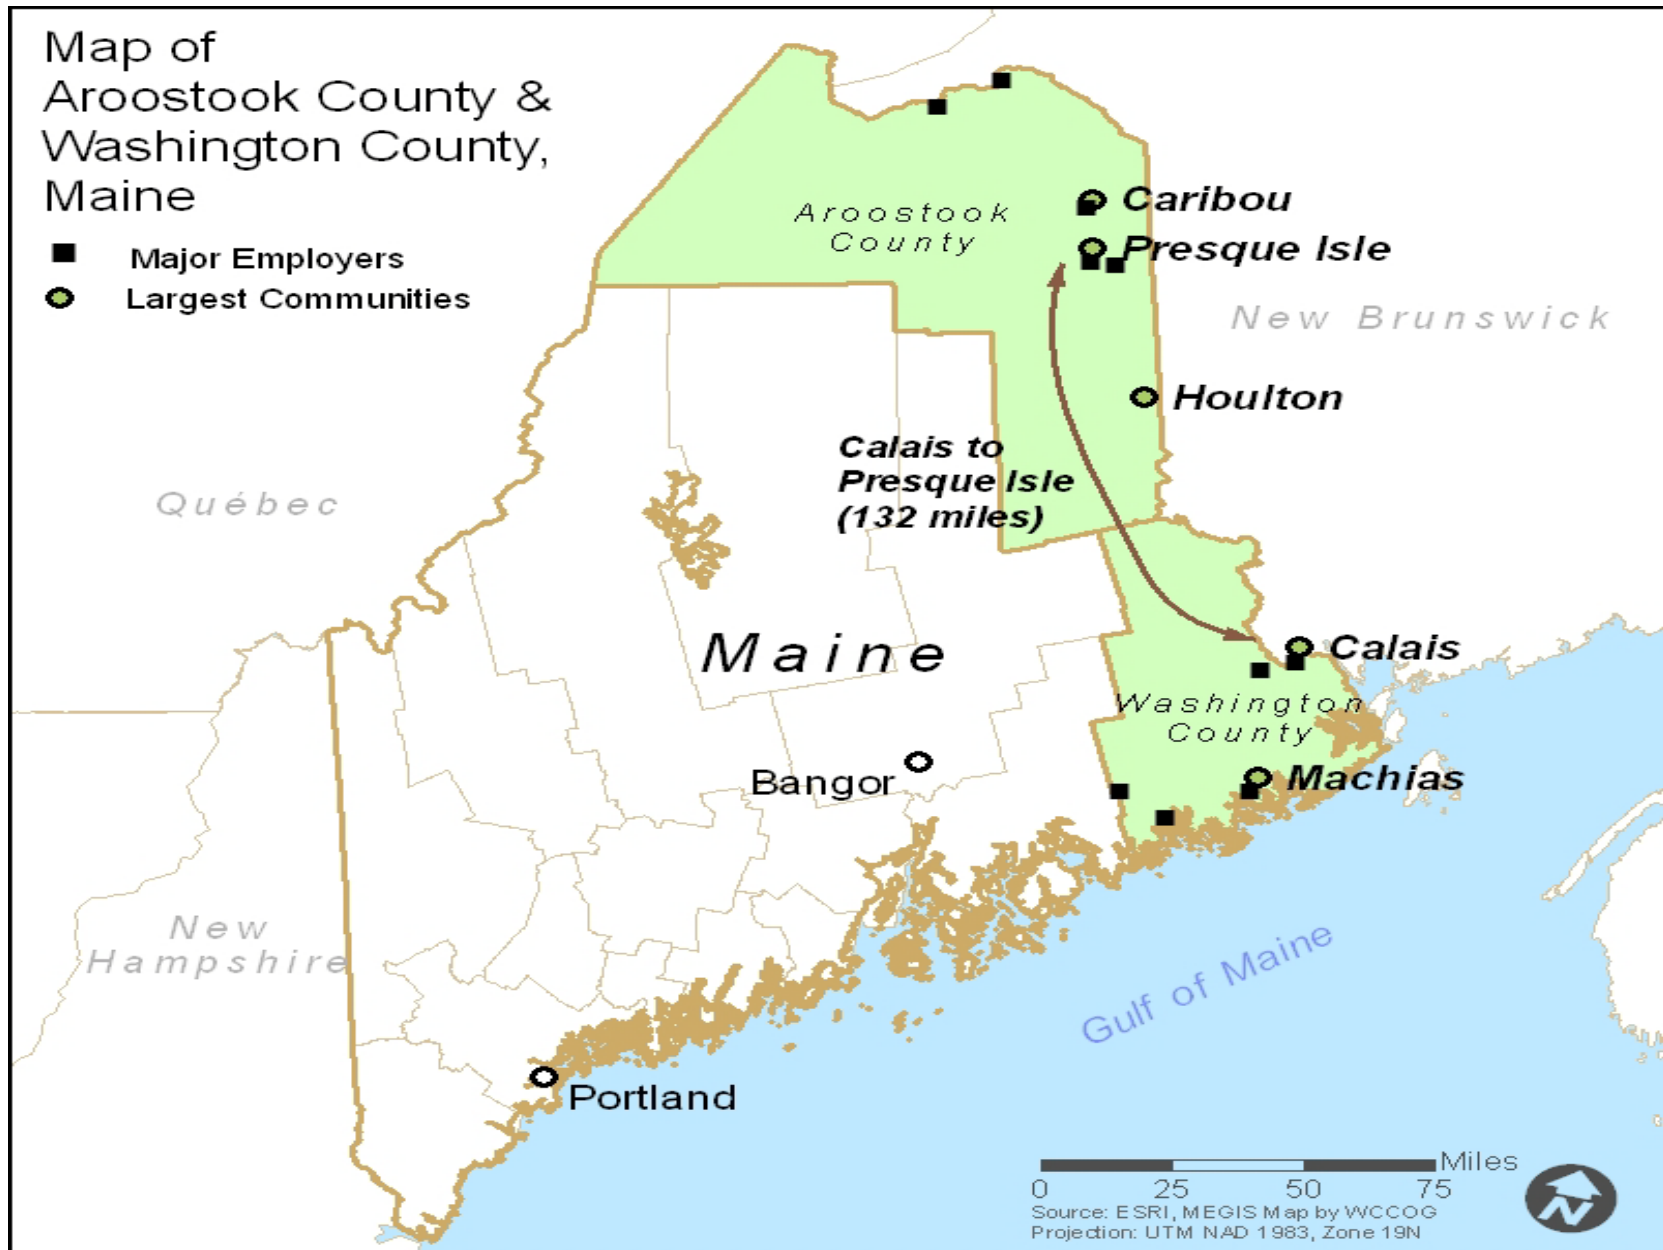 Map of
Aroostook County &
Washington County,
Maine
Major Employers
Largest Communities
Aroostook
County
Caribou
Presque Isle
New Brunswick
Houlton
Calais to
Presque Isle
(132 miles)
Québec
Maine
Calais
Washington
County
Bangor
Machias
New
Hampshire
Gulf of Maine
Portland
Miles
0 25 50 75
Source: ESRI, MEGIS Map by WCCOG
Projection: UTM NAD 1983, Zone 19N
N